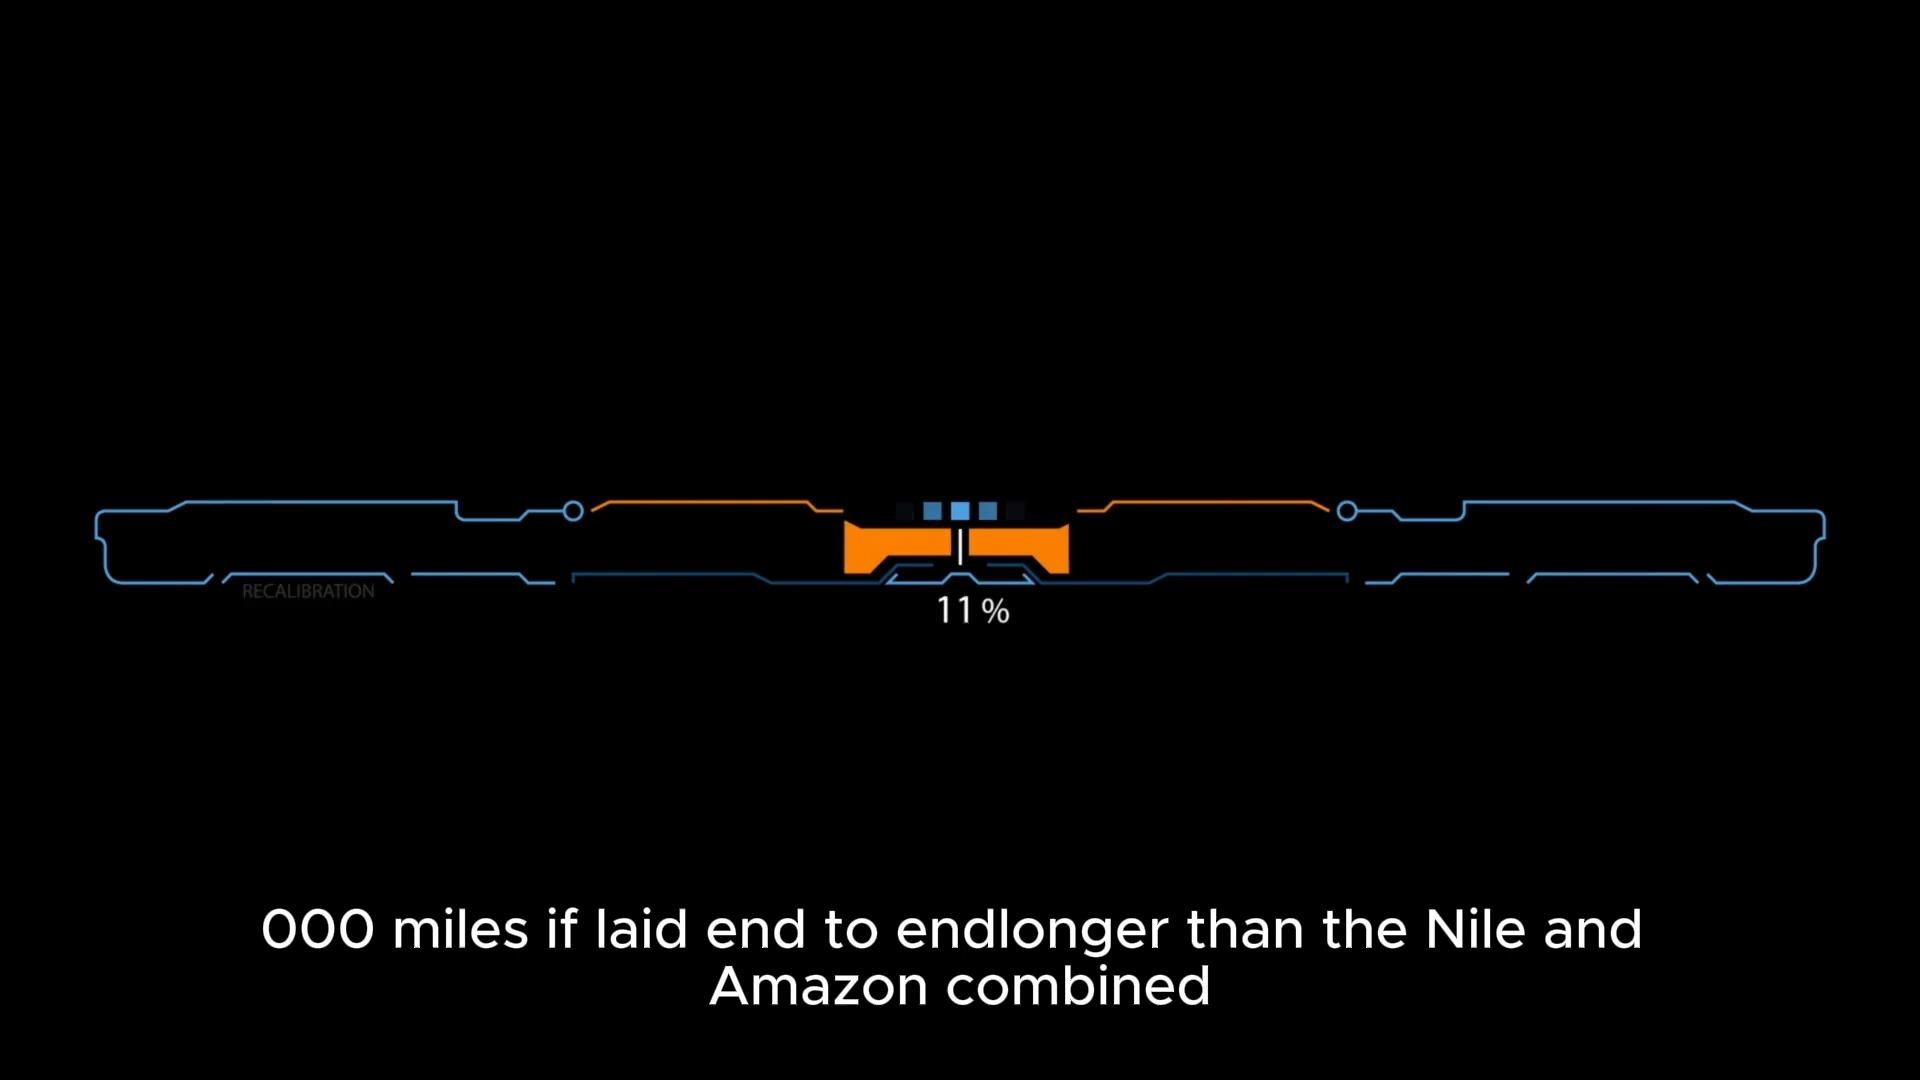 RECALIBRATION
11%
000 miles if laid end to endlonger than the Nile and
Amazon combined